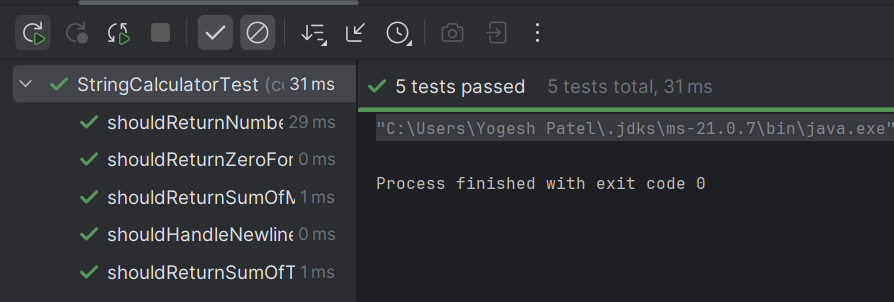 StringCalculatorTest (co 31 ms
shouldReturnNumbe 29 ms
shouldReturnZeroFor 0 ms
shouldReturnSumOfM 1 ms
shouldHandleNewline 0 ms
shouldReturnSumOfT 1 ms
5 tests passed 5 tests total, 31 ms
"C:\Users\Yogesh Patel\.jdks\ms-21.0.7\bin\java.exe"
Process finished with exit code 0